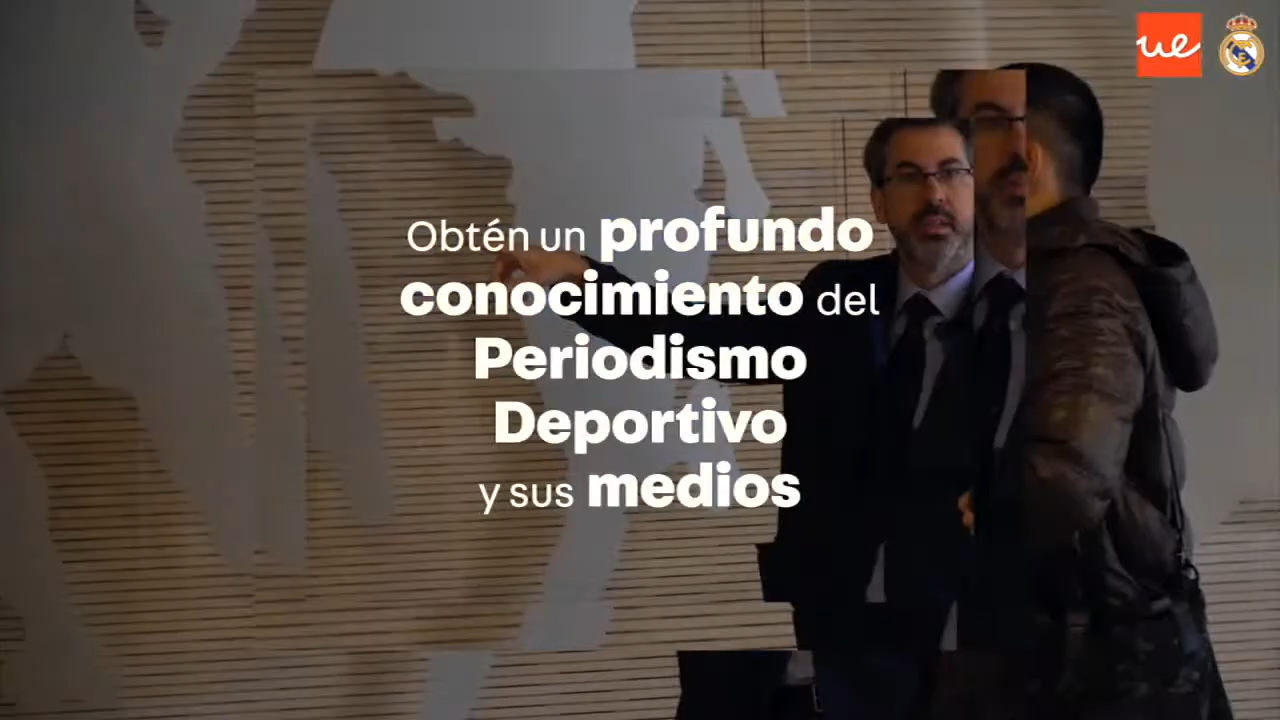 ue
Obtén un profundo
conocimiento del
Periodismo
Deportivo
y sus medios